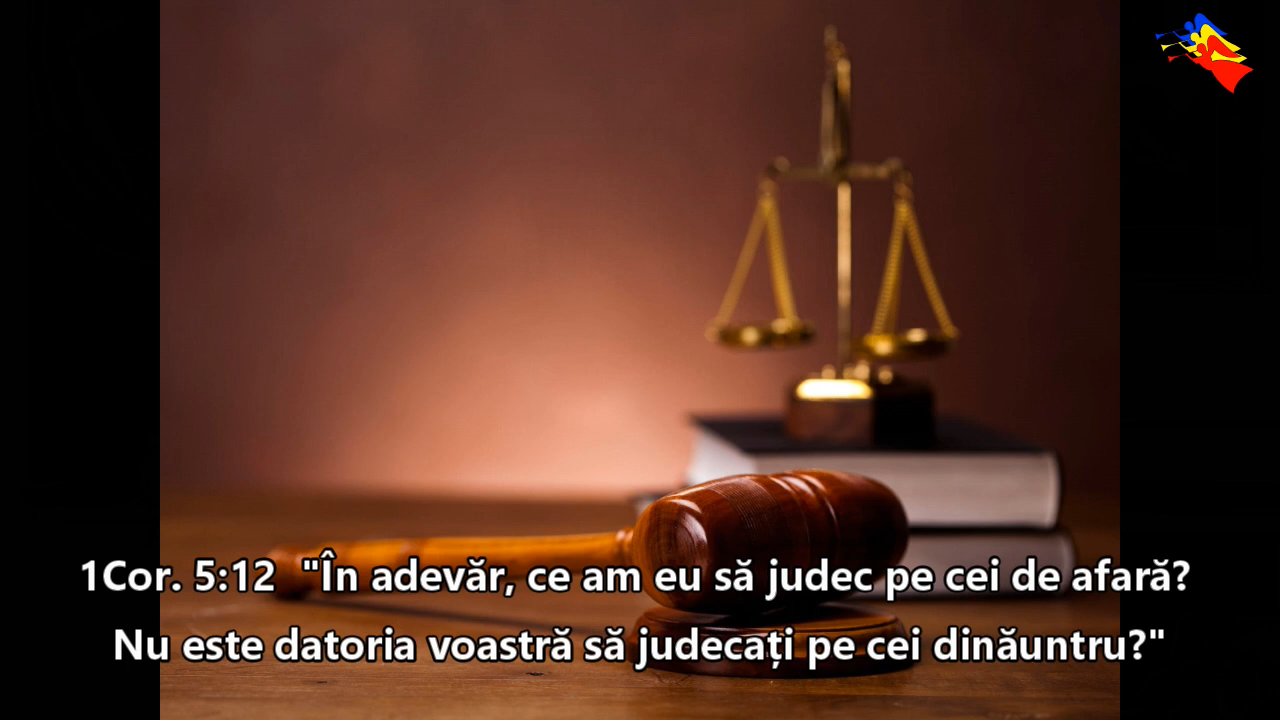 1Cor. 5:12 "În adevăr, ce am eu să judec pe cei de afară?
Nu este datoria voastră să judecați pe cei dinăuntru?"